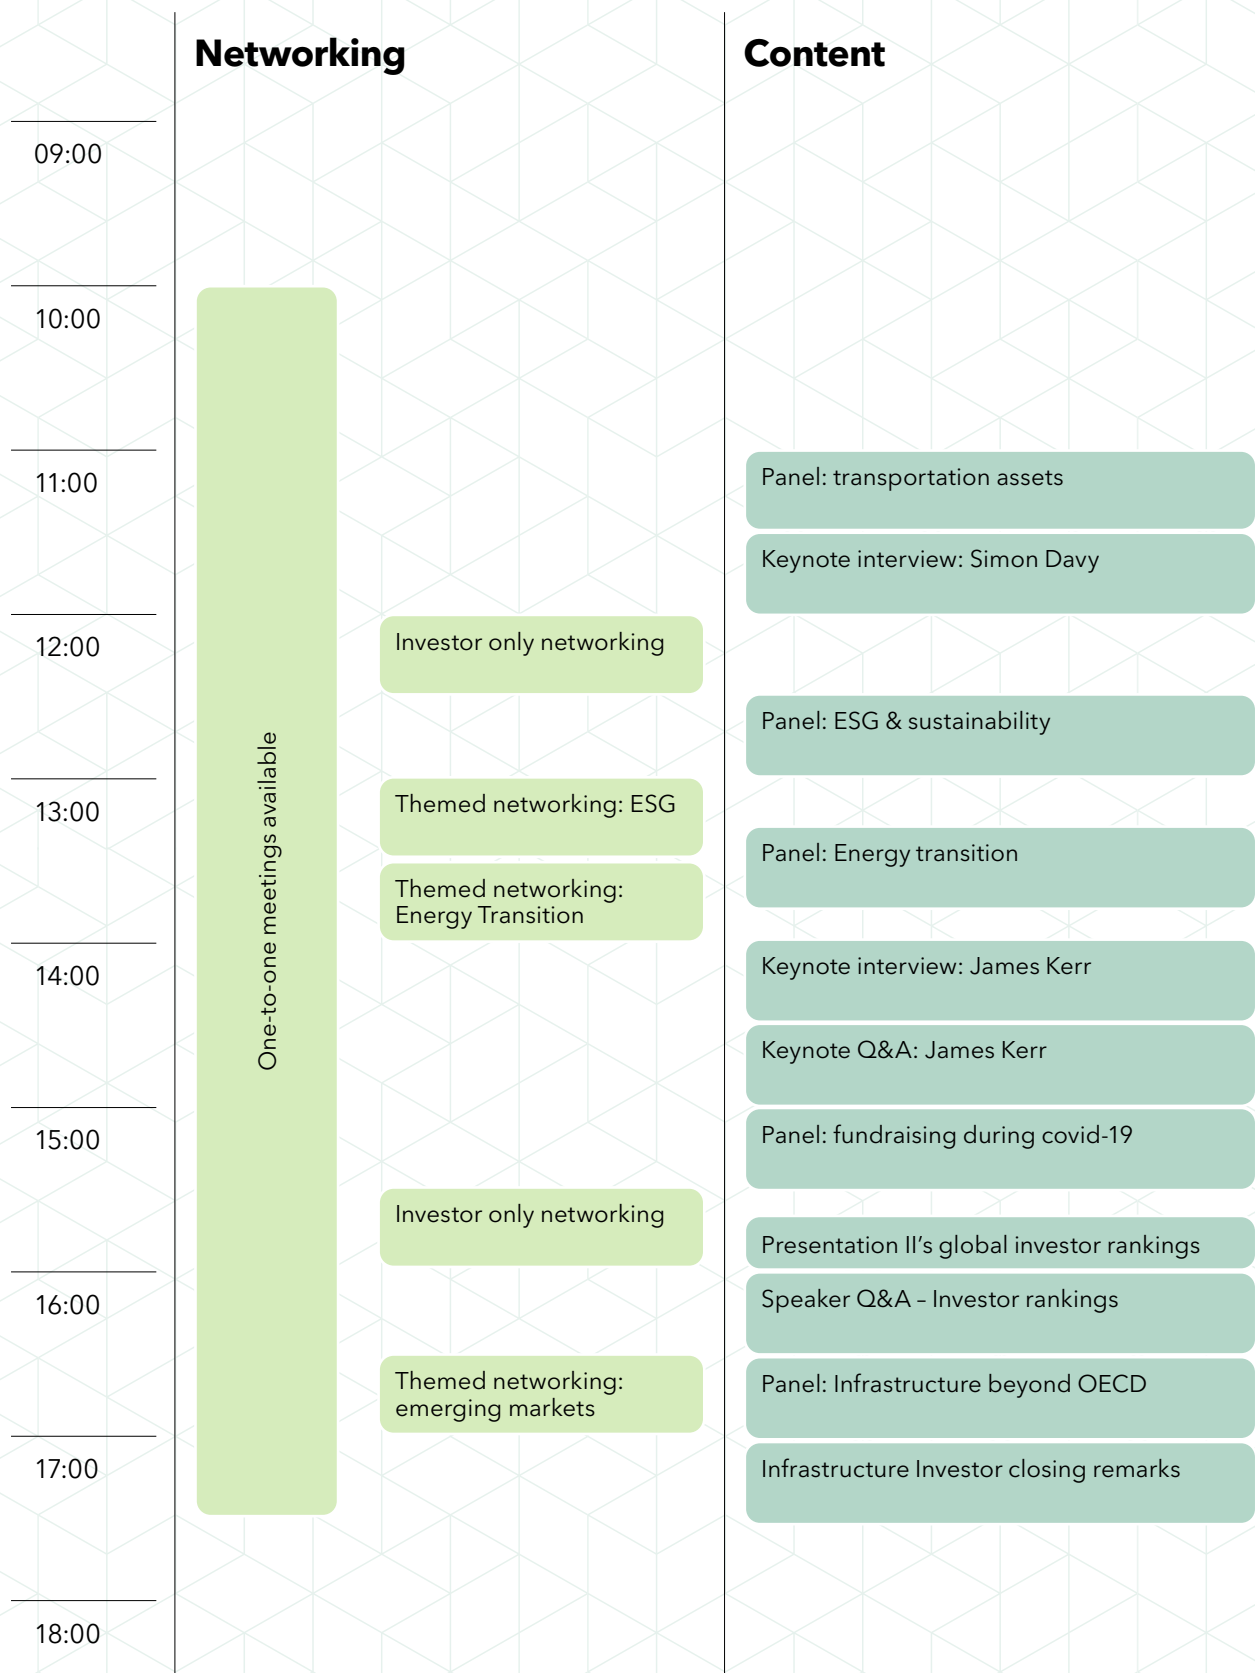 Networking
Content
09:00
10:00
11:00
12:00
13:00
14:00
15:00
16:00
17:00
18:00
One-to-one meetings available
Investor only networking
Themed networking: ESG
Themed networking:
Energy Transition
Investor only networking
Themed networking:
emerging markets
Panel: transportation assets
Keynote interview: Simon Davy
Panel: ESG & sustainability
Panel: Energy transition
Keynote interview: James Kerr
Keynote Q&A: James Kerr
Panel: fundraising during covid-19
Presentation II's global investor rankings
Speaker Q&A – Investor rankings
Panel: Infrastructure beyond OECD
Infrastructure Investor closing remarks